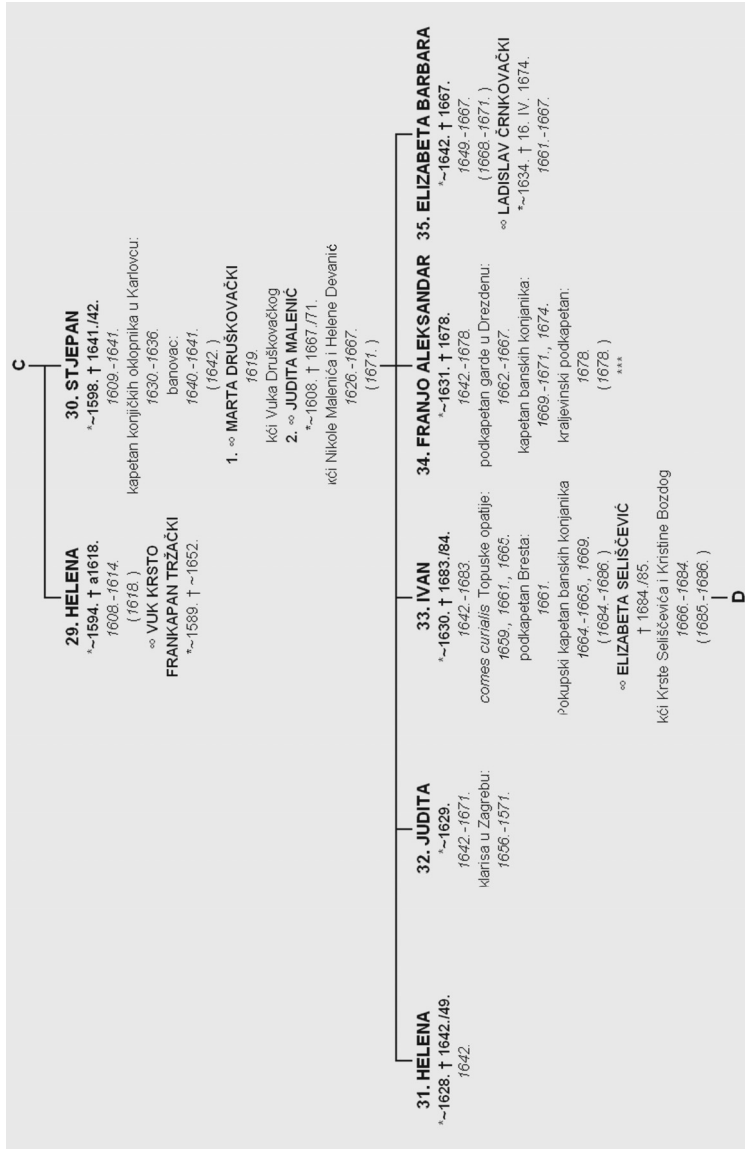 C
29. HELENA
*~1594. † a1618.
1608.-1614.
(1618. )
∞ VUK KRSTO
FRANKAPAN TRŽAČKI
*~1589. † ~1652.
30. STJEPAN
*~1598. † 1641./42.
1609.-1641.
kapetan konjičkih oklopnika u Karlovcu:
1630.-1636.
banovac:
1640.-1641.
(1642. )
1. ∞ MARTA DRUŠKOVAČKI
1619.
kći Vuka Druškovačkog
2. ∞ JUDITA MALENIĆ
*~1608. † 1667./71.
kći Nikole Malenića i Helene Devanić
1626.-1667.
(1671. )
31. HELENA
*~1628. † 1642./49.
1642.
32. JUDITA
*~1629.
1642.-1671.
klarisa u Zagrebu:
1656.-1571.
33. IVAN
*~1630. † 1683./84.
1642.-1683.
comes curialis Topuske opatije:
1659., 1661., 1665.
podkapetan Bresta:
1661.
Pokupski kapetan banskih konjanika
1664.-1665., 1669.
(1684.-1686. )
∞ ELIZABETA SELIŠČEVIĆ
† 1684./85.
kći Krste Seliščevića i Kristine Bozdog
1666.-1684.
(1685.-1686. )
D
34. FRANJO ALEKSANDAR
*~1631. † 1678.
1642.-1678.
podkapetan garde u Drezdenu:
1662.-1667.
kapetan banskih konjanika:
1669.-1671., 1674.
kraljevinski podkapetan:
1678.
(1678. )
***
35. ELIZABETA BARBARA
*~1642. † 1667.
1649.-1667.
(1668.-1671. )
∞ LADISLAV ČRNKOVAČKI
*~1634. † 16. IV. 1674.
1661.-1667.